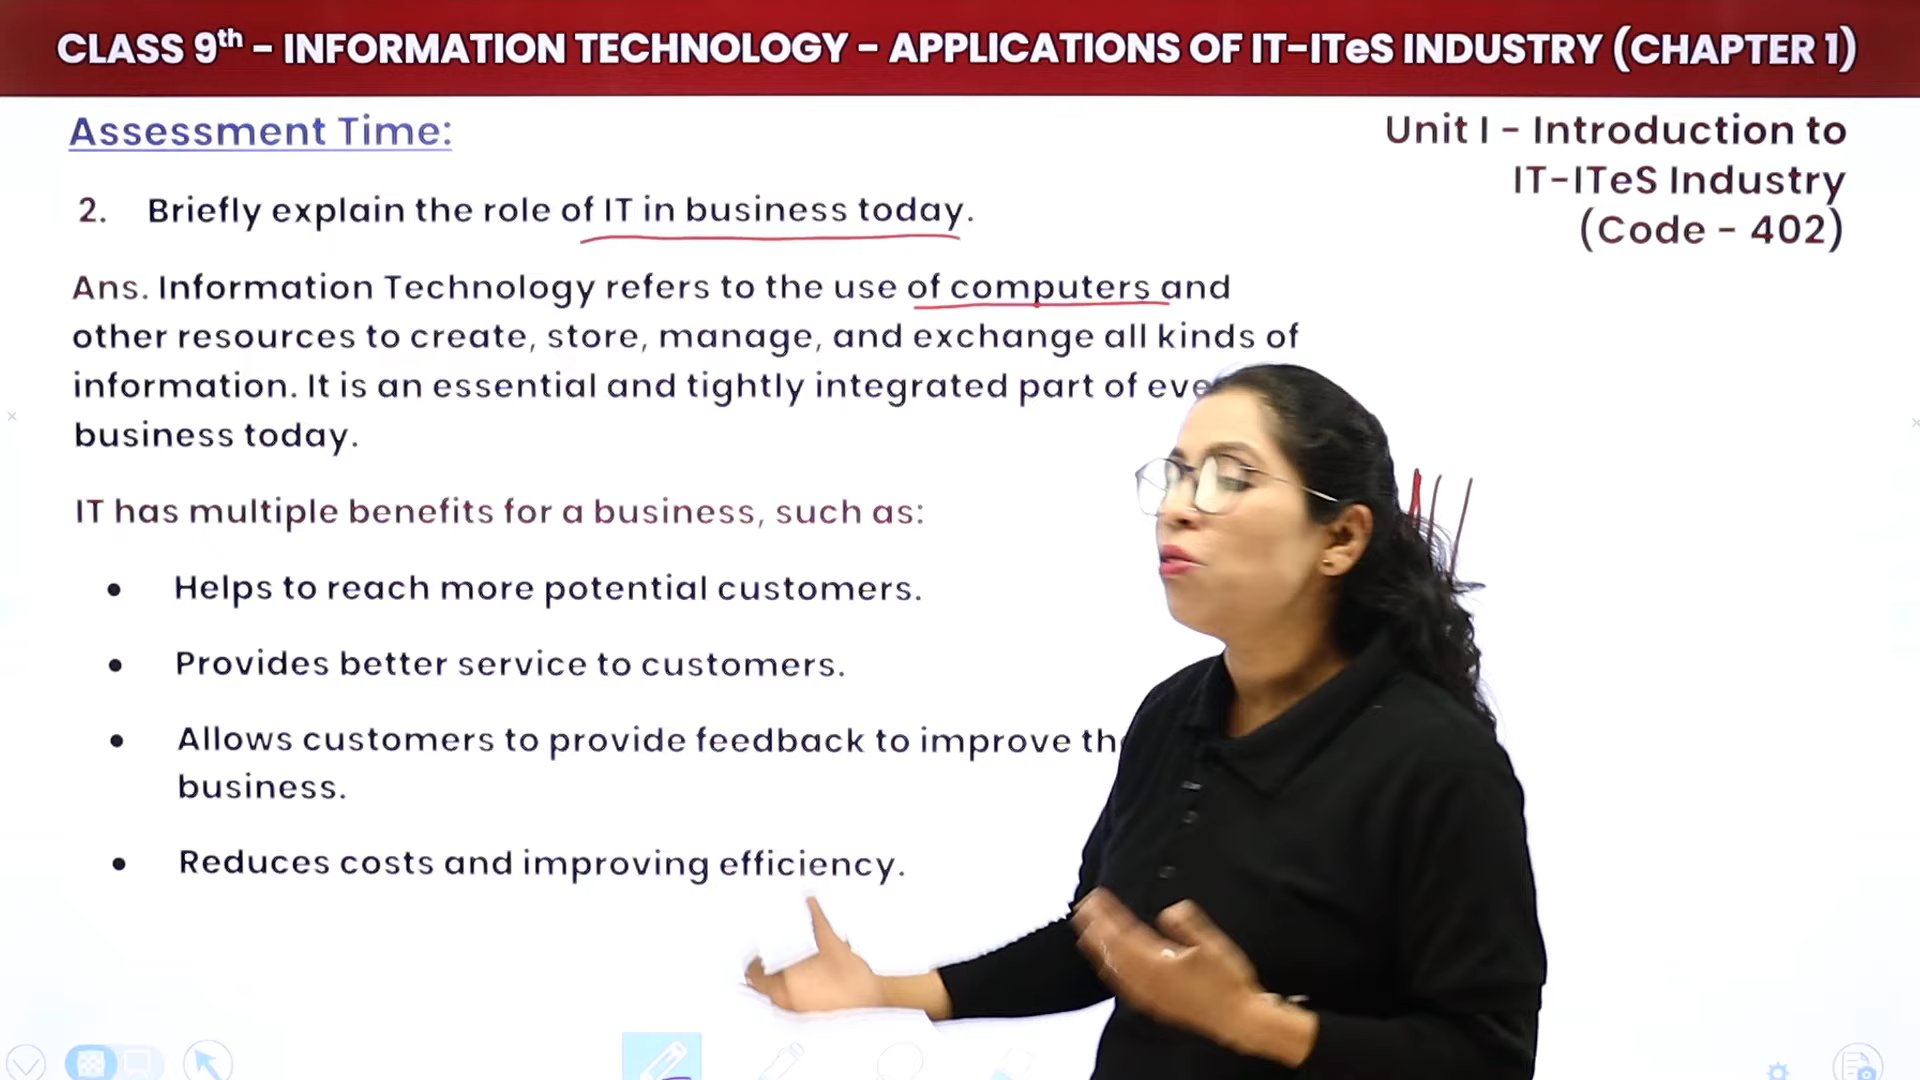 CLASS 9th – INFORMATION TECHNOLOGY – APPLICATIONS OF IT-ITeS INDUSTRY (CHAPTER 1)
Assessment Time:
Unit I – Introduction to
IT-ITeS Industry
(Code - 402)
2. Briefly explain the role of IT in business today.
Ans. Information Technology refers to the use of computers and
other resources to create, store, manage, and exchange all kinds of
information. It is an essential and tightly integrated part of
business today.
IT has multiple benefits for a business, such as:
• Helps to reach more potential customers.
• Provides better service to customers.
• Allows customers to provide feedback to improve
business.
• Reduces costs and improving efficiency.